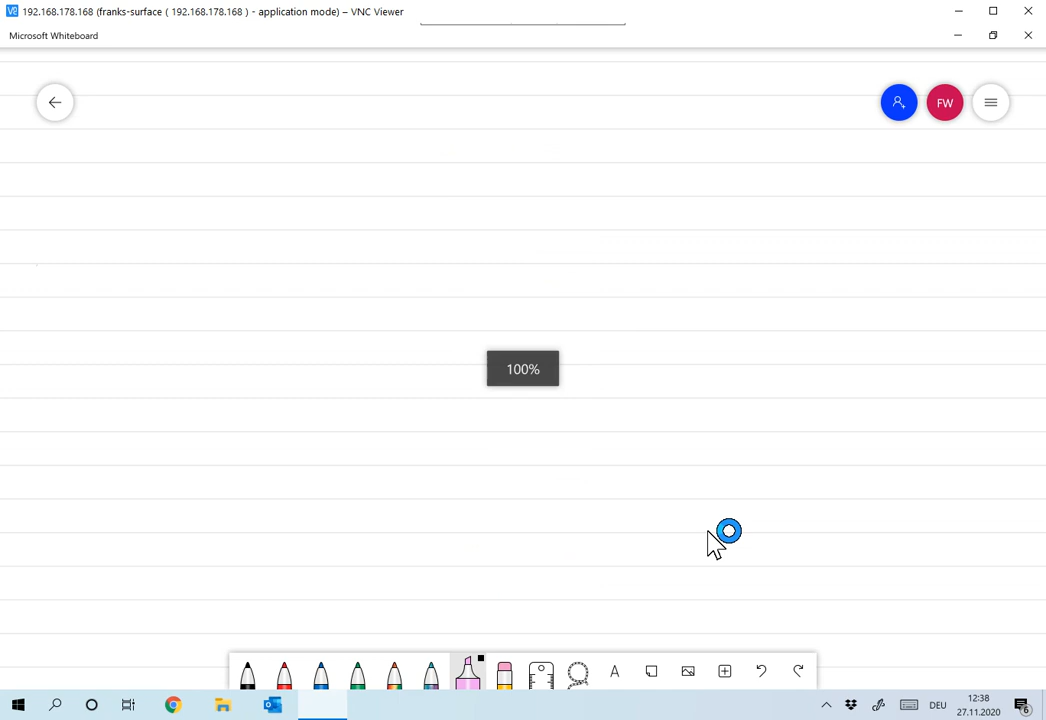 192.168.178.168 (franks-surface ( 192.168.178.168 ) - application mode) – VNC Viewer
Microsoft Whiteboard
FW
100%
A
DEU
12:38
27.11.2020
6